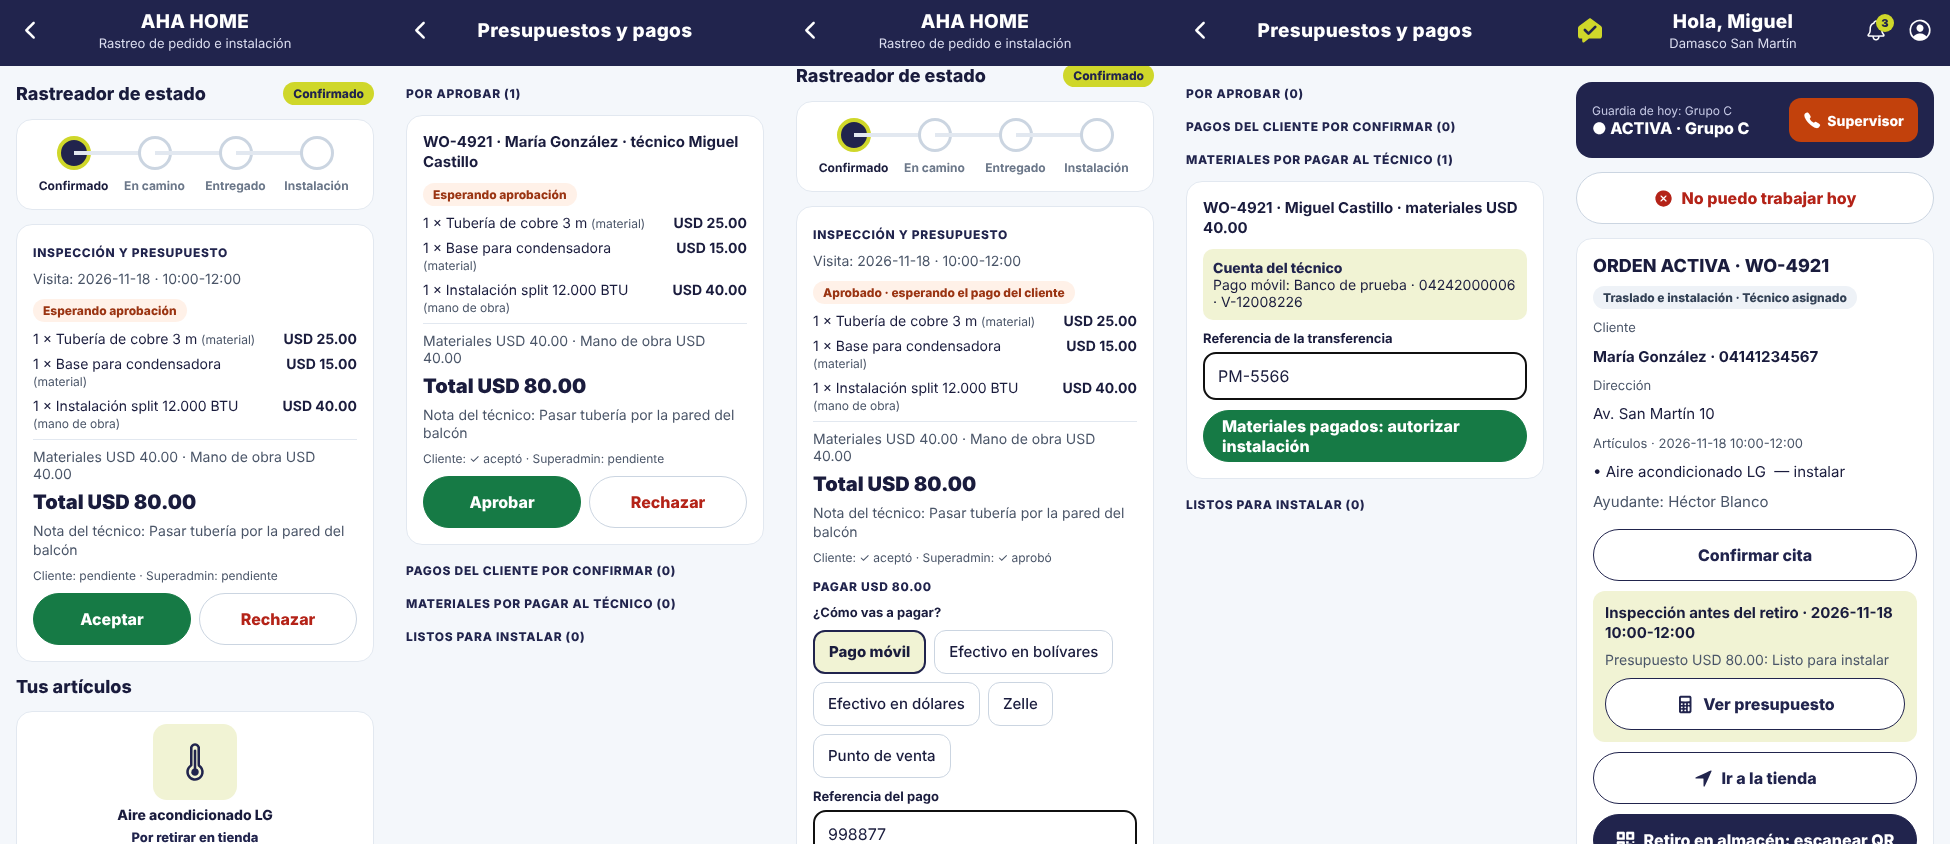 AHA HOME
Rastreo de pedido e instalación
Rastreador de estado
Confirmado
Confirmado
En camino
Entregado
Instalación
INSPECCIÓN Y PRESUPUESTO
Visita: 2026-11-18 · 10:00-12:00
Esperando aprobación
1 × Tubería de cobre 3 m (material) USD 25.00
1 × Base para condensadora USD 15.00
(material)
1 × Instalación split 12.000 BTU USD 40.00
(mano de obra)
Materiales USD 40.00 · Mano de obra USD
40.00
Total USD 80.00
Nota del técnico: Pasar tubería por la pared del
balcón
Cliente: pendiente · Superadmin: pendiente
Aceptar
Rechazar
Tus artículos
Aire acondicionado LG
Por retirar en tienda
Presupuestos y pagos
POR APROBAR (1)
WO-4921 · María González · técnico Miguel
Castillo
Esperando aprobación
1 × Tubería de cobre 3 m (material) USD 25.00
1 × Base para condensadora USD 15.00
(material)
1 × Instalación split 12.000 BTU USD 40.00
(mano de obra)
Materiales USD 40.00 · Mano de obra USD
40.00
Total USD 80.00
Nota del técnico: Pasar tubería por la pared del
balcón
Cliente: ✓ aceptó · Superadmin: pendiente
Aprobar
Rechazar
PAGOS DEL CLIENTE POR CONFIRMAR (0)
MATERIALES POR PAGAR AL TÉCNICO (0)
LISTOS PARA INSTALAR (0)
AHA HOME
Rastreo de pedido e instalación
Rastreador de estado
Confirmado
Confirmado
En camino
Entregado
Instalación
INSPECCIÓN Y PRESUPUESTO
Visita: 2026-11-18 · 10:00-12:00
Aprobado · esperando el pago del cliente
1 × Tubería de cobre 3 m (material) USD 25.00
1 × Base para condensadora USD 15.00
(material)
1 × Instalación split 12.000 BTU USD 40.00
(mano de obra)
Materiales USD 40.00 · Mano de obra USD
40.00
Total USD 80.00
Nota del técnico: Pasar tubería por la pared del
balcón
Cliente: ✓ aceptó · Superadmin: ✓ aprobó
PAGAR USD 80.00
¿Cómo vas a pagar?
Pago móvil
Efectivo en bolívares
Efectivo en dólares
Zelle
Punto de venta
Referencia del pago
998877
Presupuestos y pagos
POR APROBAR (0)
PAGOS DEL CLIENTE POR CONFIRMAR (0)
MATERIALES POR PAGAR AL TÉCNICO (1)
WO-4921 · Miguel Castillo · materiales USD
40.00
Cuenta del técnico
Pago móvil: Banco de prueba · 04242000006
· V-12008226
Referencia de la transferencia
PM-5566
Materiales pagados: autorizar
instalación
LISTOS PARA INSTALAR (0)
Hola, Miguel
Damasco San Martín
3
Guardia de hoy: Grupo C
ACTIVA · Grupo C
Supervisor
No puedo trabajar hoy
ORDEN ACTIVA · WO-4921
Traslado e instalación · Técnico asignado
Cliente
María González · 04141234567
Dirección
Av. San Martín 10
Artículos · 2026-11-18 10:00-12:00
• Aire acondicionado LG — instalar
Ayudante: Héctor Blanco
Confirmar cita
Inspección antes del retiro · 2026-11-18
10:00-12:00
Presupuesto USD 80.00: Listo para instalar
Ver presupuesto
Ir a la tienda
Retiro en almacén: escanear QR